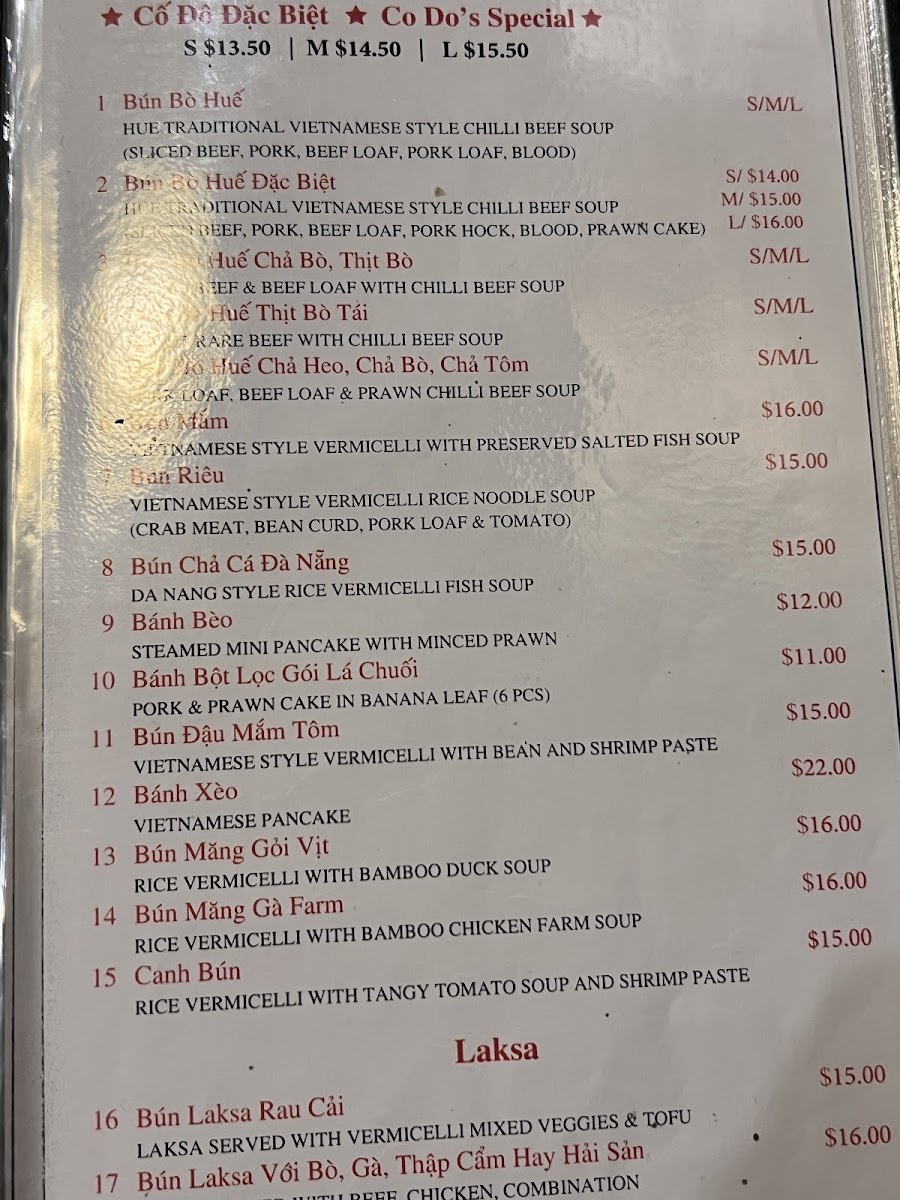 ★ Cố Đô Đặc Biệt ★ Co Do's Special ★
S $13.50 | M $14.50 | L $15.50
1 Bún Bò Huế S/M/L
HUE TRADITIONAL VIETNAMESE STYLE CHILLI BEEF SOUP
(SLICED BEEF, PORK, BEEF LOAF, PORK LOAF, BLOOD)
2 Bún Bò Huế Đặc Biệt S/ $14.00
HUE TRADITIONAL VIETNAMESE STYLE CHILLI BEEF SOUP M/ $15.00
(SLICED BEEF, PORK, BEEF LOAF, PORK HOCK, BLOOD, PRAWN CAKE) L/ $16.00
3 Huế Chả Bò, Thịt Bò S/M/L
BEEF & BEEF LOAF WITH CHILLI BEEF SOUP
Huế Thịt Bò Tái S/M/L
RARE BEEF WITH CHILLI BEEF SOUP
Bò Huế Chả Heo, Chả Bò, Chả Tôm S/M/L
LOAF, BEEF LOAF & PRAWN CHILLI BEEF SOUP
Mắm $16.00
VIETNAMESE STYLE VERMICELLI WITH PRESERVED SALTED FISH SOUP
7 Bún Riêu $15.00
VIETNAMESE STYLE VERMICELLI RICE NOODLE SOUP
(CRAB MEAT, BEAN CURD, PORK LOAF & TOMATO)
8 Bún Chả Cá Đà Nẵng $15.00
DA NANG STYLE RICE VERMICELLI FISH SOUP
9 Bánh Bèo $12.00
STEAMED MINI PANCAKE WITH MINCED PRAWN
10 Bánh Bột Lọc Gói Lá Chuối $11.00
PORK & PRAWN CAKE IN BANANA LEAF (6 PCS)
11 Bún Đậu Mắm Tôm $15.00
VIETNAMESE STYLE VERMICELLI WITH BEAN AND SHRIMP PASTE
12 Bánh Xèo $22.00
VIETNAMESE PANCAKE
13 Bún Măng Gỏi Vịt $16.00
RICE VERMICELLI WITH BAMBOO DUCK SOUP
14 Bún Măng Gà Farm $16.00
RICE VERMICELLI WITH BAMBOO CHICKEN FARM SOUP
15 Canh Bún $15.00
RICE VERMICELLI WITH TANGY TOMATO SOUP AND SHRIMP PASTE
Laksa
16 Bún Laksa Rau Cải $15.00
LAKSA SERVED WITH VERMICELLI MIXED VEGGIES & TOFU
17 Bún Laksa Với Bò, Gà, Thập Cẩm Hay Hải Sản $16.00
WITH BEEF, CHICKEN, COMBINATION